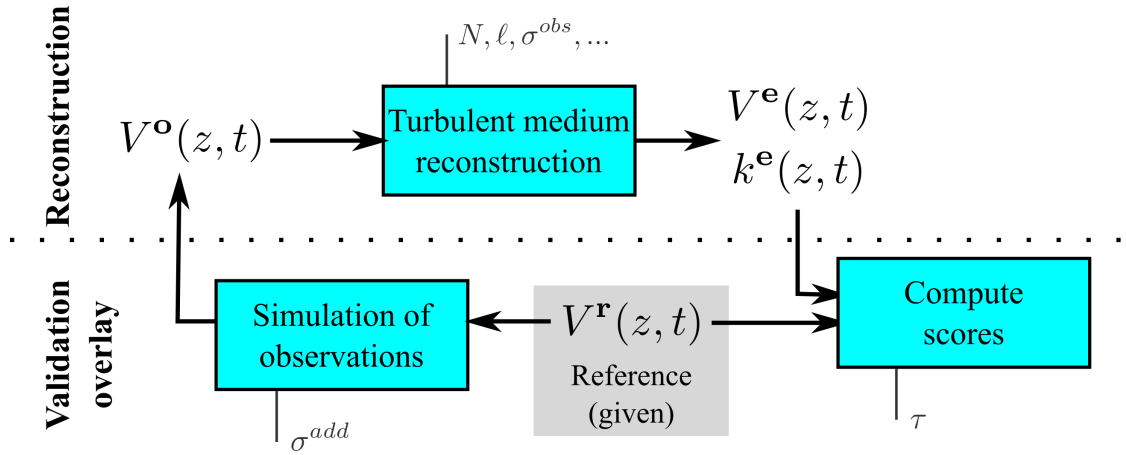 Reconstruction
N, ℓ, σ^{obs}, ...
V^o(z, t)
Turbulent medium
reconstruction
V^e(z, t)
k^e(z, t)
Validation
overlay
Simulation of
observations
σ^{add}
V^r(z, t)
Reference
(given)
Compute
scores
τ